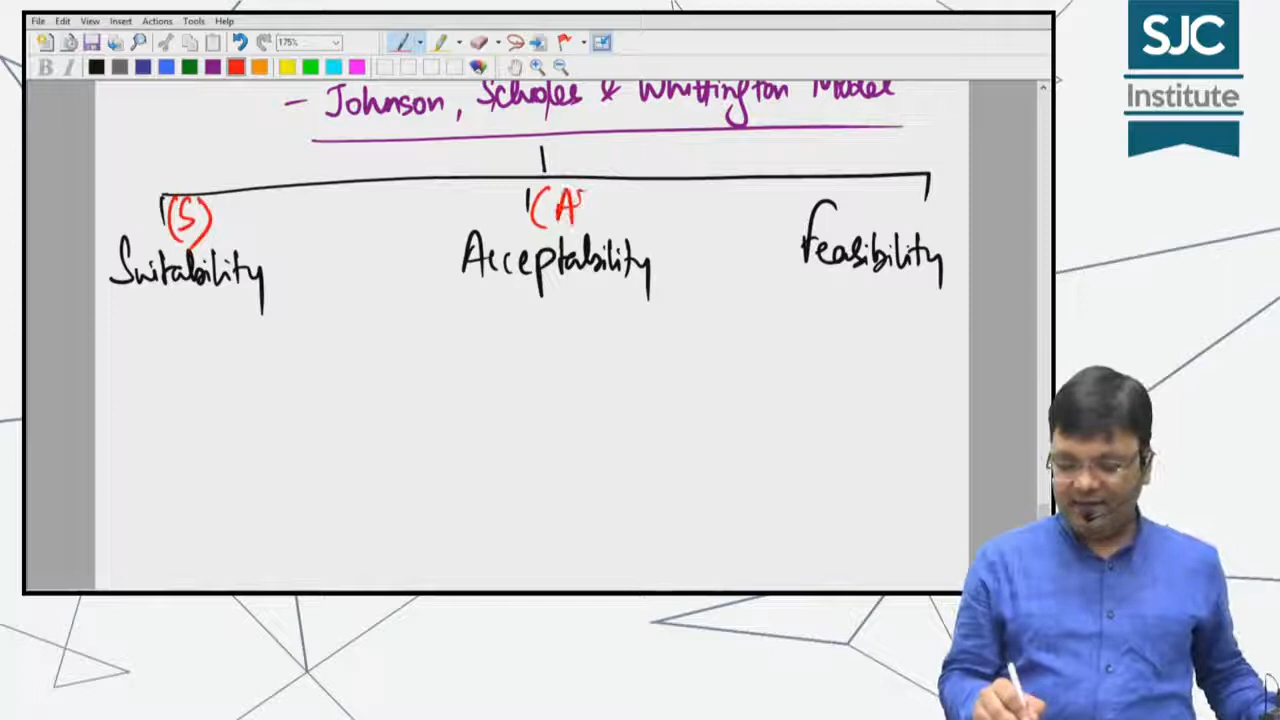 File Edit View Insert Actions Tools Help
175%
B I
SJC
Institute
- Johnson, Scholes & Whittington Model
(S)
(A
Suitability
Acceptability
Feasibility